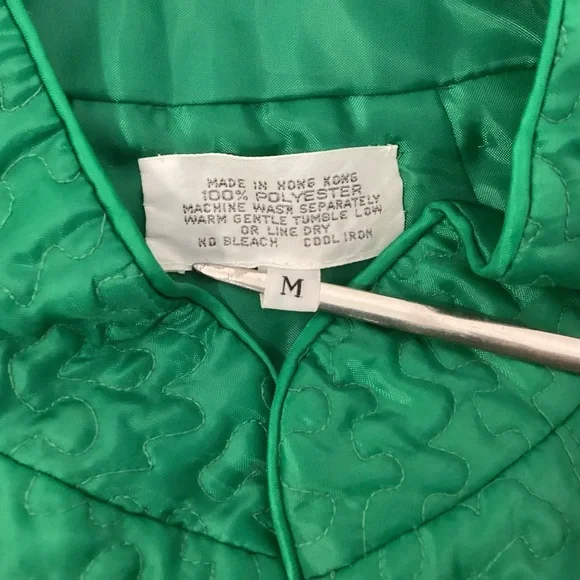 MADE IN HONG KONG
100% POLYESTER
MACHINE WASH SEPARATELY
WARM GENTLE TUMBLE LOW
OR LINE DRY
NO BLEACH COOL IRON
M